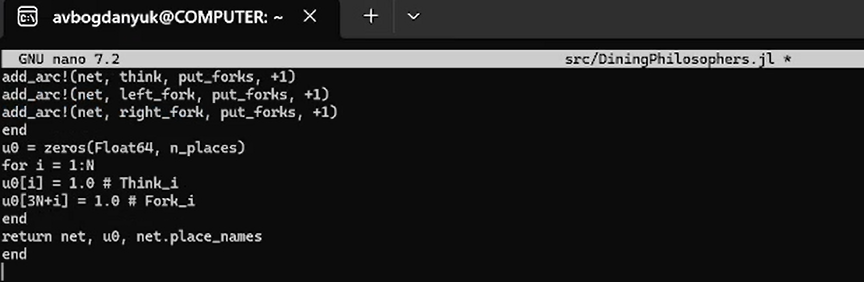 avbogdanyuk@COMPUTER: ~
GNU nano 7.2 src/DiningPhilosophers.jl *
add_arc!(net, think, put_forks, +1)
add_arc!(net, left_fork, put_forks, +1)
add_arc!(net, right_fork, put_forks, +1)
end
u0 = zeros(Float64, n_places)
for i = 1:N
u0[i] = 1.0 # Think_i
u0[3N+i] = 1.0 # Fork_i
end
return net, u0, net.place_names
end